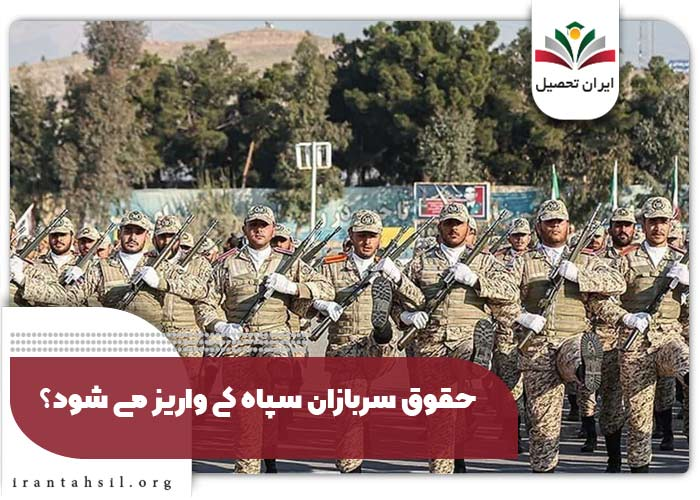 ایران تحصیل
حقوق سربازان سپاه کی واریز می شود؟
irantahsil.org